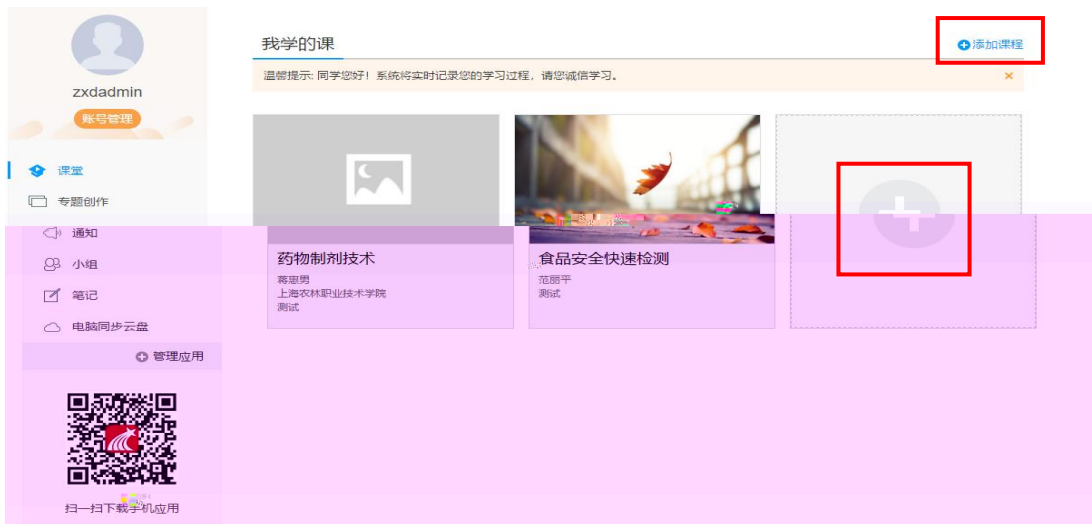 zxdadmin
账号管理
课堂
专题创作
通知
小组
笔记
电脑同步云盘
管理应用
扫一扫下载手机应用
我学的课
添加课程
温馨提示: 同学您好！系统将实时记录您的学习过程，请您诚信学习。
药物制剂技术
蒋思男
上海农林职业技术学院
测试
食品安全快速检测
范丽平
测试